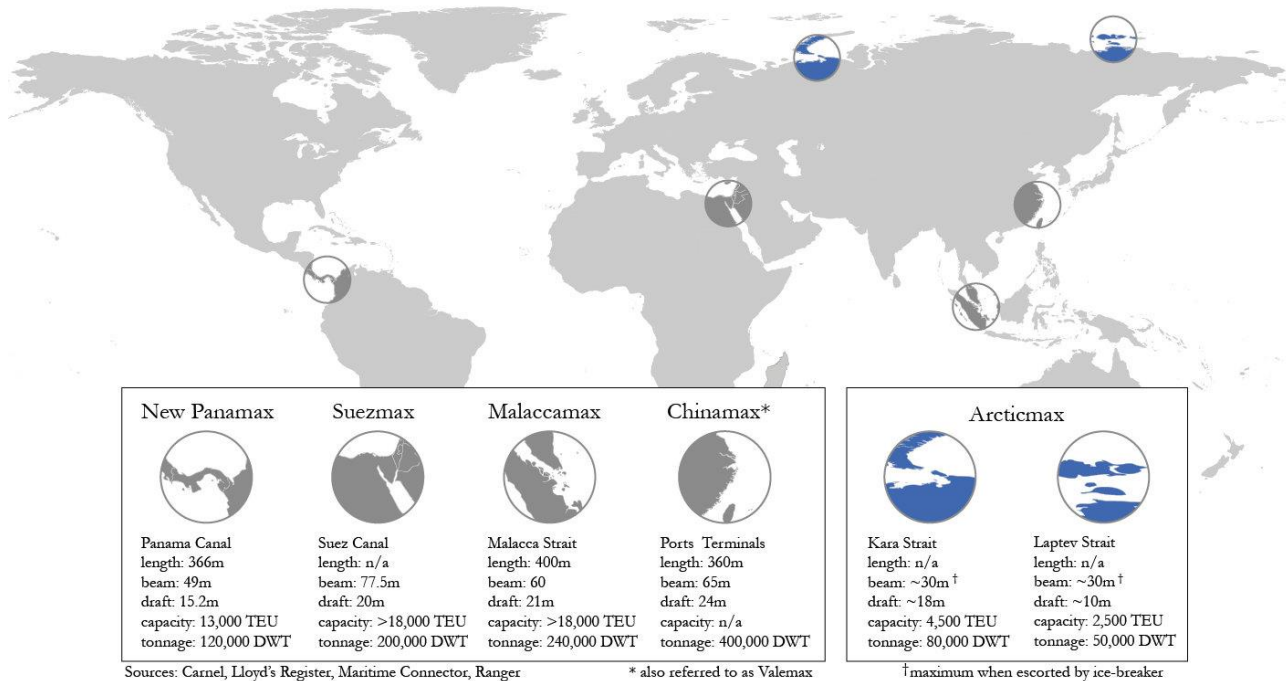 New Panamax
Panama Canal
length: 366m
beam: 49m
draft: 15.2m
capacity: 13,000 TEU
tonnage: 120,000 DWT
Suezmax
Suez Canal
length: n/a
beam: 77.5m
draft: 20m
capacity: >18,000 TEU
tonnage: 200,000 DWT
Malaccamax
Malacca Strait
length: 400m
beam: 60
draft: 21m
capacity: >18,000 TEU
tonnage: 240,000 DWT
Chinamax*
Ports Terminals
length: 360m
beam: 65m
draft: 24m
capacity: n/a
tonnage: 400,000 DWT
Arcticmax
Kara Strait
length: n/a
beam: ~30m †
draft: ~18m
capacity: 4,500 TEU
tonnage: 80,000 DWT
Laptev Strait
length: n/a
beam: ~30m †
draft: ~10m
capacity: 2,500 TEU
tonnage: 50,000 DWT
Sources: Carnel, Lloyd's Register, Maritime Connector, Ranger
* also referred to as Valemax
†maximum when escorted by ice-breaker